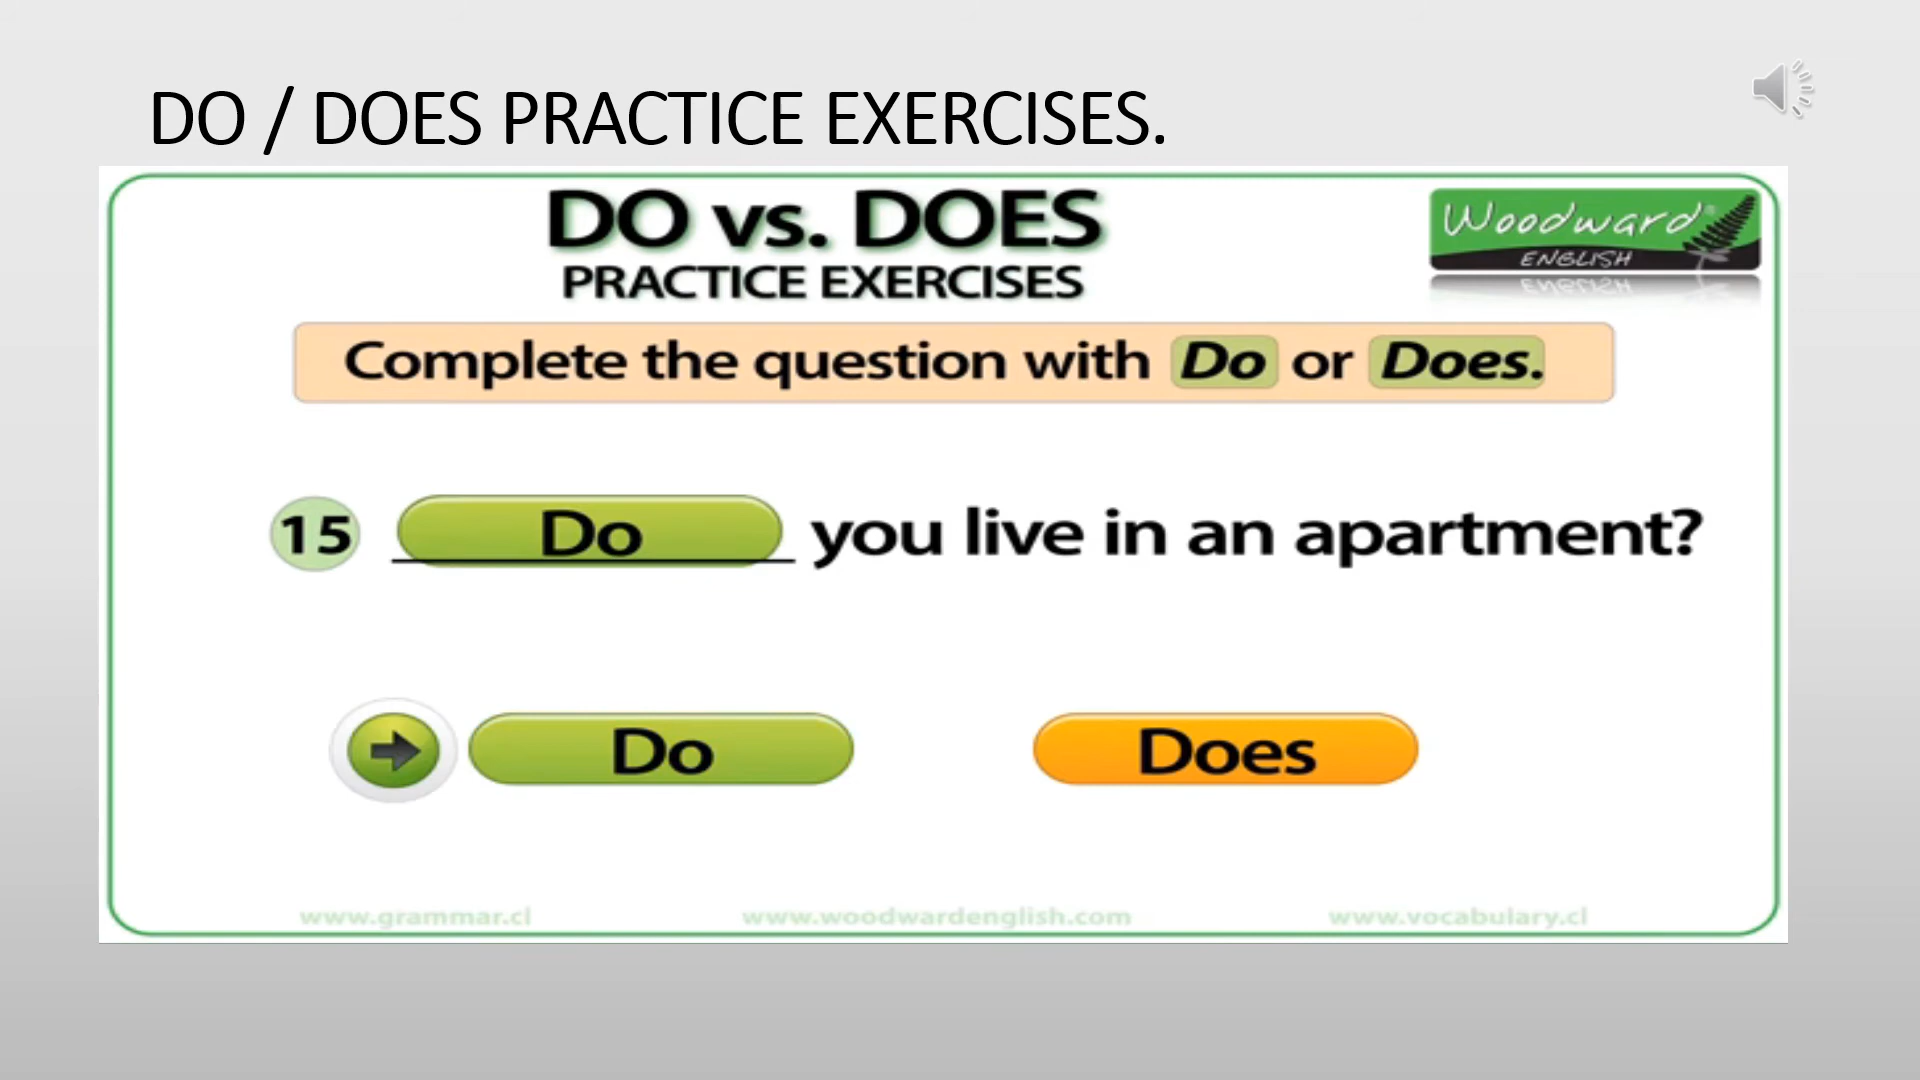 DO / DOES PRACTICE EXERCISES.
DO vs. DOES
PRACTICE EXERCISES
Woodward®
ENGLISH
Complete the question with Do or Does.
15 Do you live in an apartment?
Do Does
www.grammar.cl www.woodwardenglish.com www.vocabulary.cl